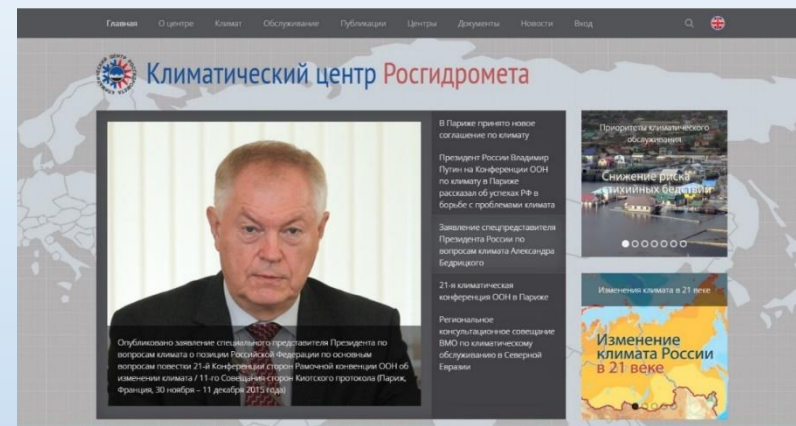 Главная О центре Климат Обслуживание Публикации Центры Документы Новости Вход
Климатический центр Росгидромета
В Париже принято новое
соглашение по климату
Президент России Владимир
Путин на Конференции ООН
по климату в Париже
рассказал об успехах РФ в
борьбе с проблемами климата
Заявление спецпредставителя
Президента России по
вопросам климата Александра
Бедрицкого
21-я климатическая
конференция ООН в Париже
Региональное
консультационное совещание
ВМО по климатическому
обслуживанию в Северной
Евразии
Опубликовано заявление специального представителя Президента по
вопросам климата о позиции Российской Федерации по основным
вопросам повестки 21-й Конференции сторон Рамочной конвенции ООН об
изменении климата / 11-го Совещания сторон Киотского протокола (Париж,
Франция, 30 ноября – 11 декабря 2015 года)
Приоритеты климатического
обслуживания
Снижение риска
стихийных бедствий
Изменения климата в 21 веке
Изменение
климата России
в 21 веке